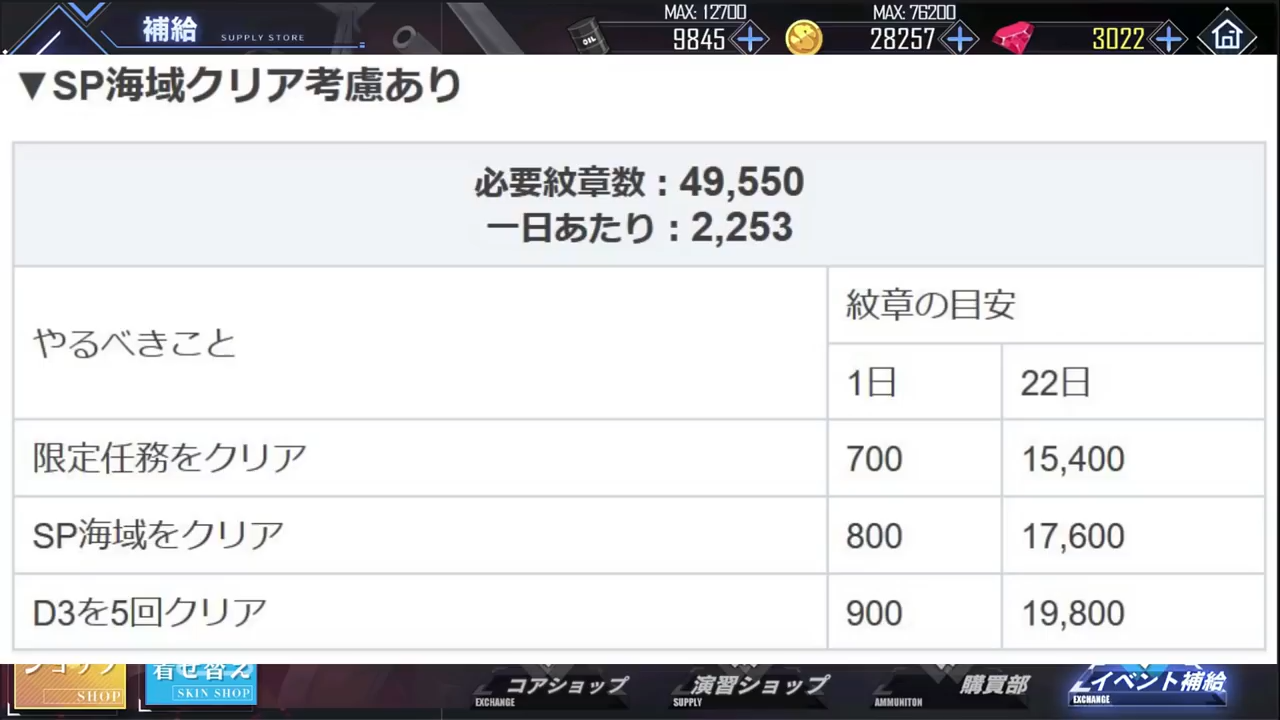 補給 SUPPLY STORE
OIL
MAX: 12700
9845
MAX: 76200
28257
3022
▼SP海域クリア考慮あり
必要紋章数：49,550
一日あたり：2,253
やるべきこと
紋章の目安
1日 22日
限定任務をクリア 700 15,400
SP海域をクリア 800 17,600
D3を5回クリア 900 19,800
ショップ
SHOP
着せ替え
SKIN SHOP
コアショップ
EXCHANGE
演習ショップ
SUPPLY
購買部
AMMUNITON
イベント補給
EXCHANGE